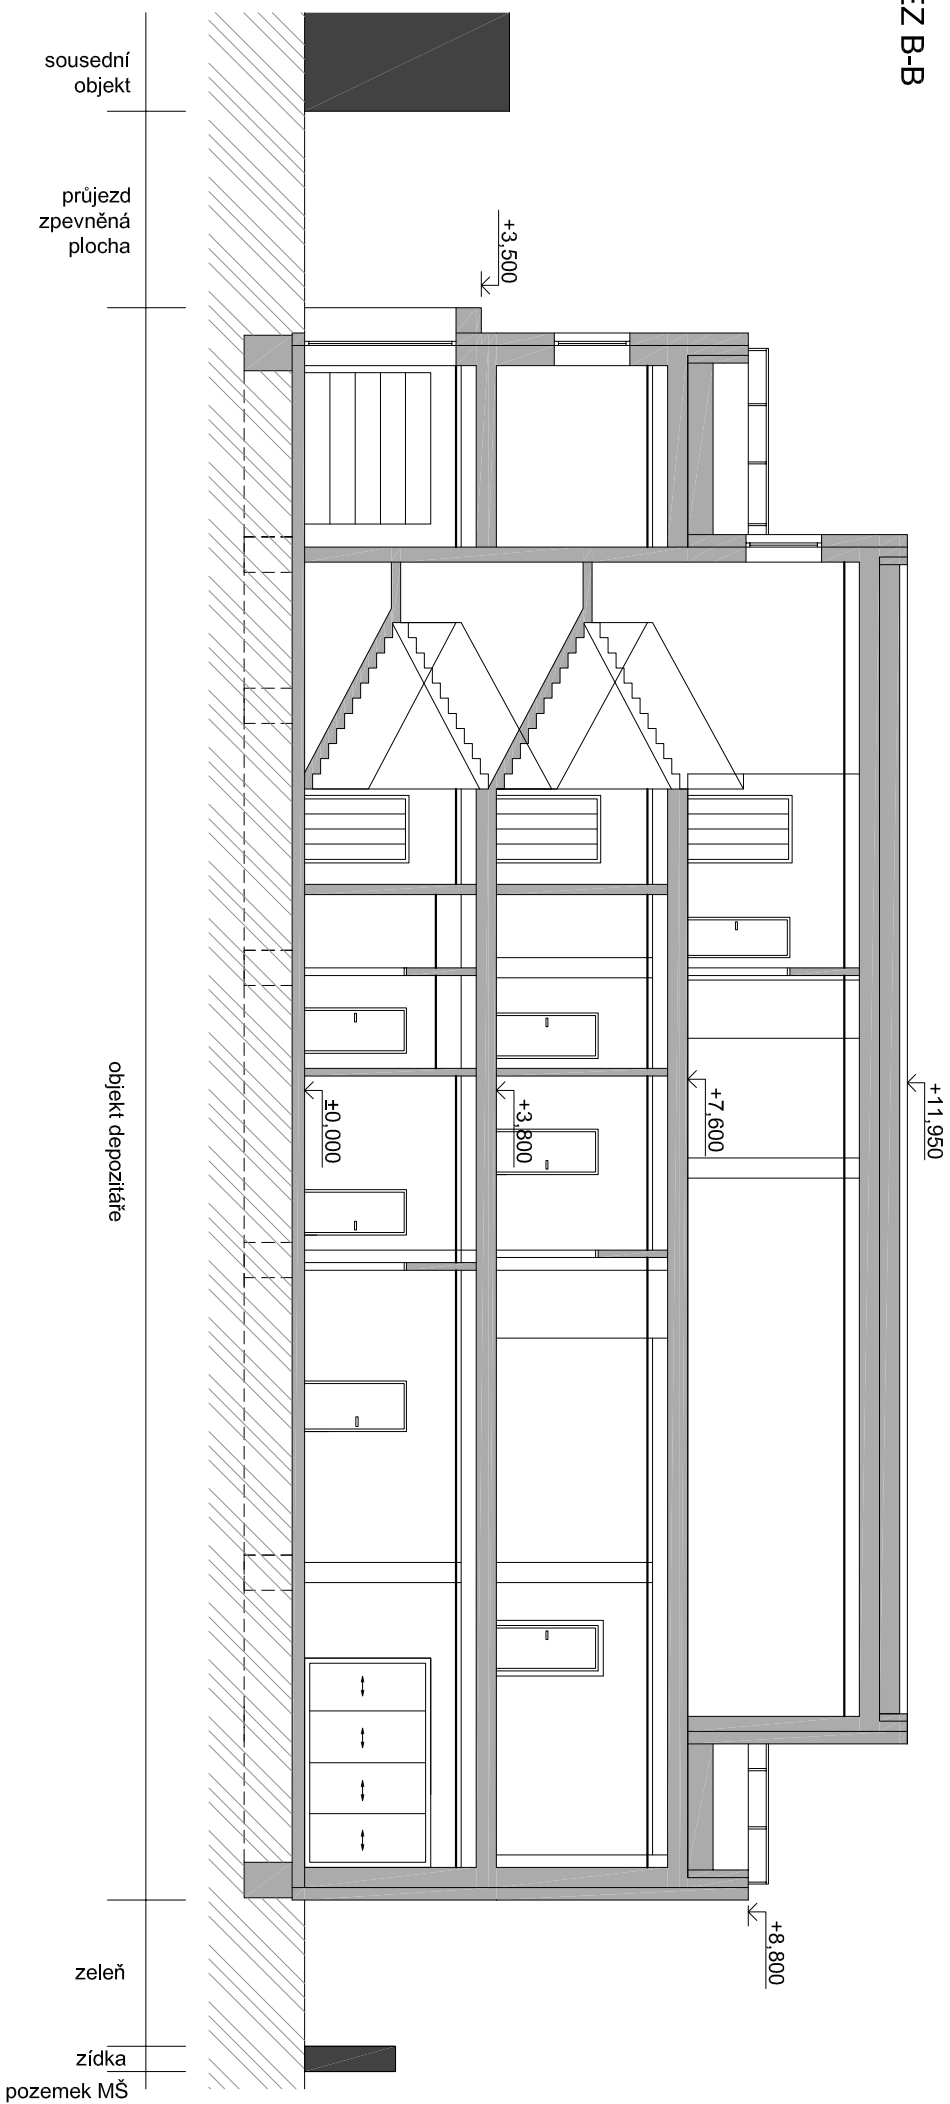 EZ B-B
sousední
objekt
průjezd
zpevněná
plocha
+3,500
+11,950
+7,600
+3,800
±0,000
objekt depozitáře
+8,800
zeleň
zídka
pozemek MŠ